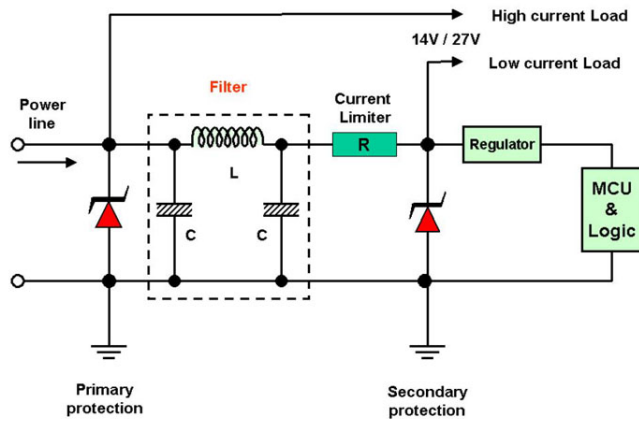 High current Load
14V / 27V
Low current Load
Filter
Power
line
Current
Limiter
L
R
Regulator
C
C
MCU
&
Logic
Primary
protection
Secondary
protection